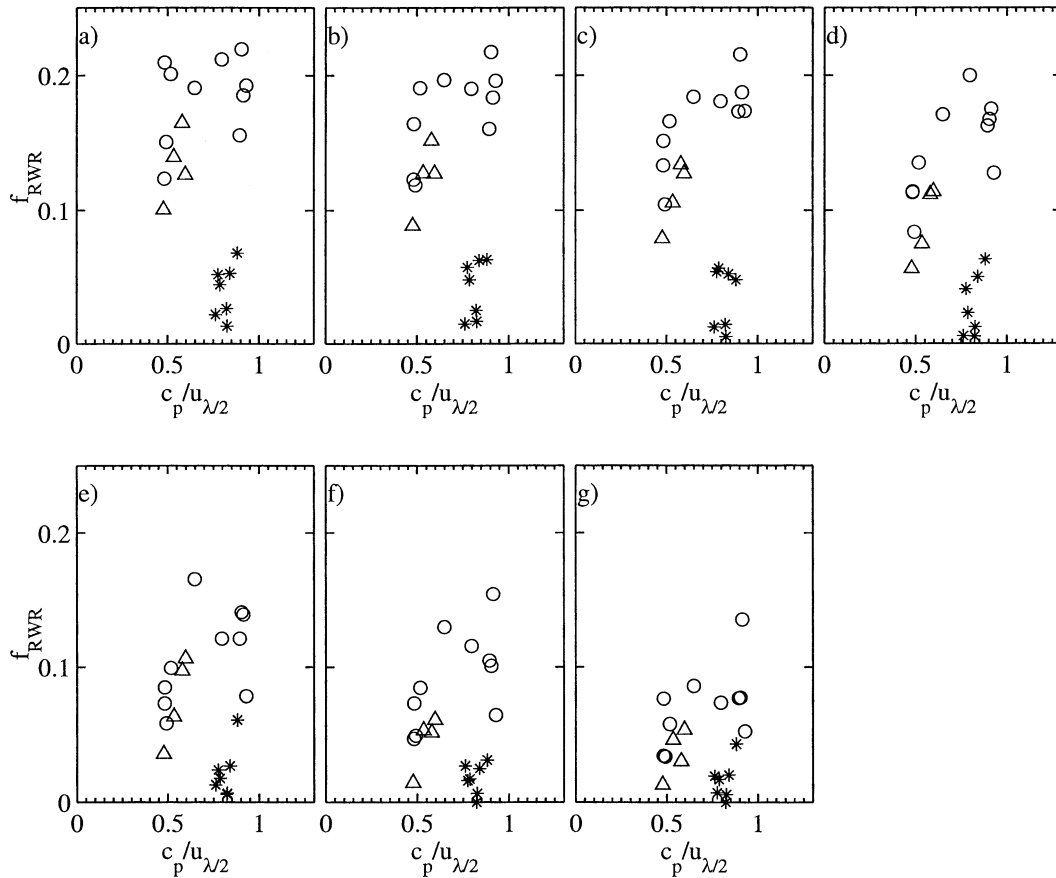 a) b) c) d)
0.2
0.1
0
f_RWR
0 0.5 1 0 0.5 1 0 0.5 1 0 0.5 1
c_p/u_λ/2 c_p/u_λ/2 c_p/u_λ/2 c_p/u_λ/2
e) f) g)
0.2
0.1
0
f_RWR
0 0.5 1 0 0.5 1 0 0.5 1
c_p/u_λ/2 c_p/u_λ/2 c_p/u_λ/2